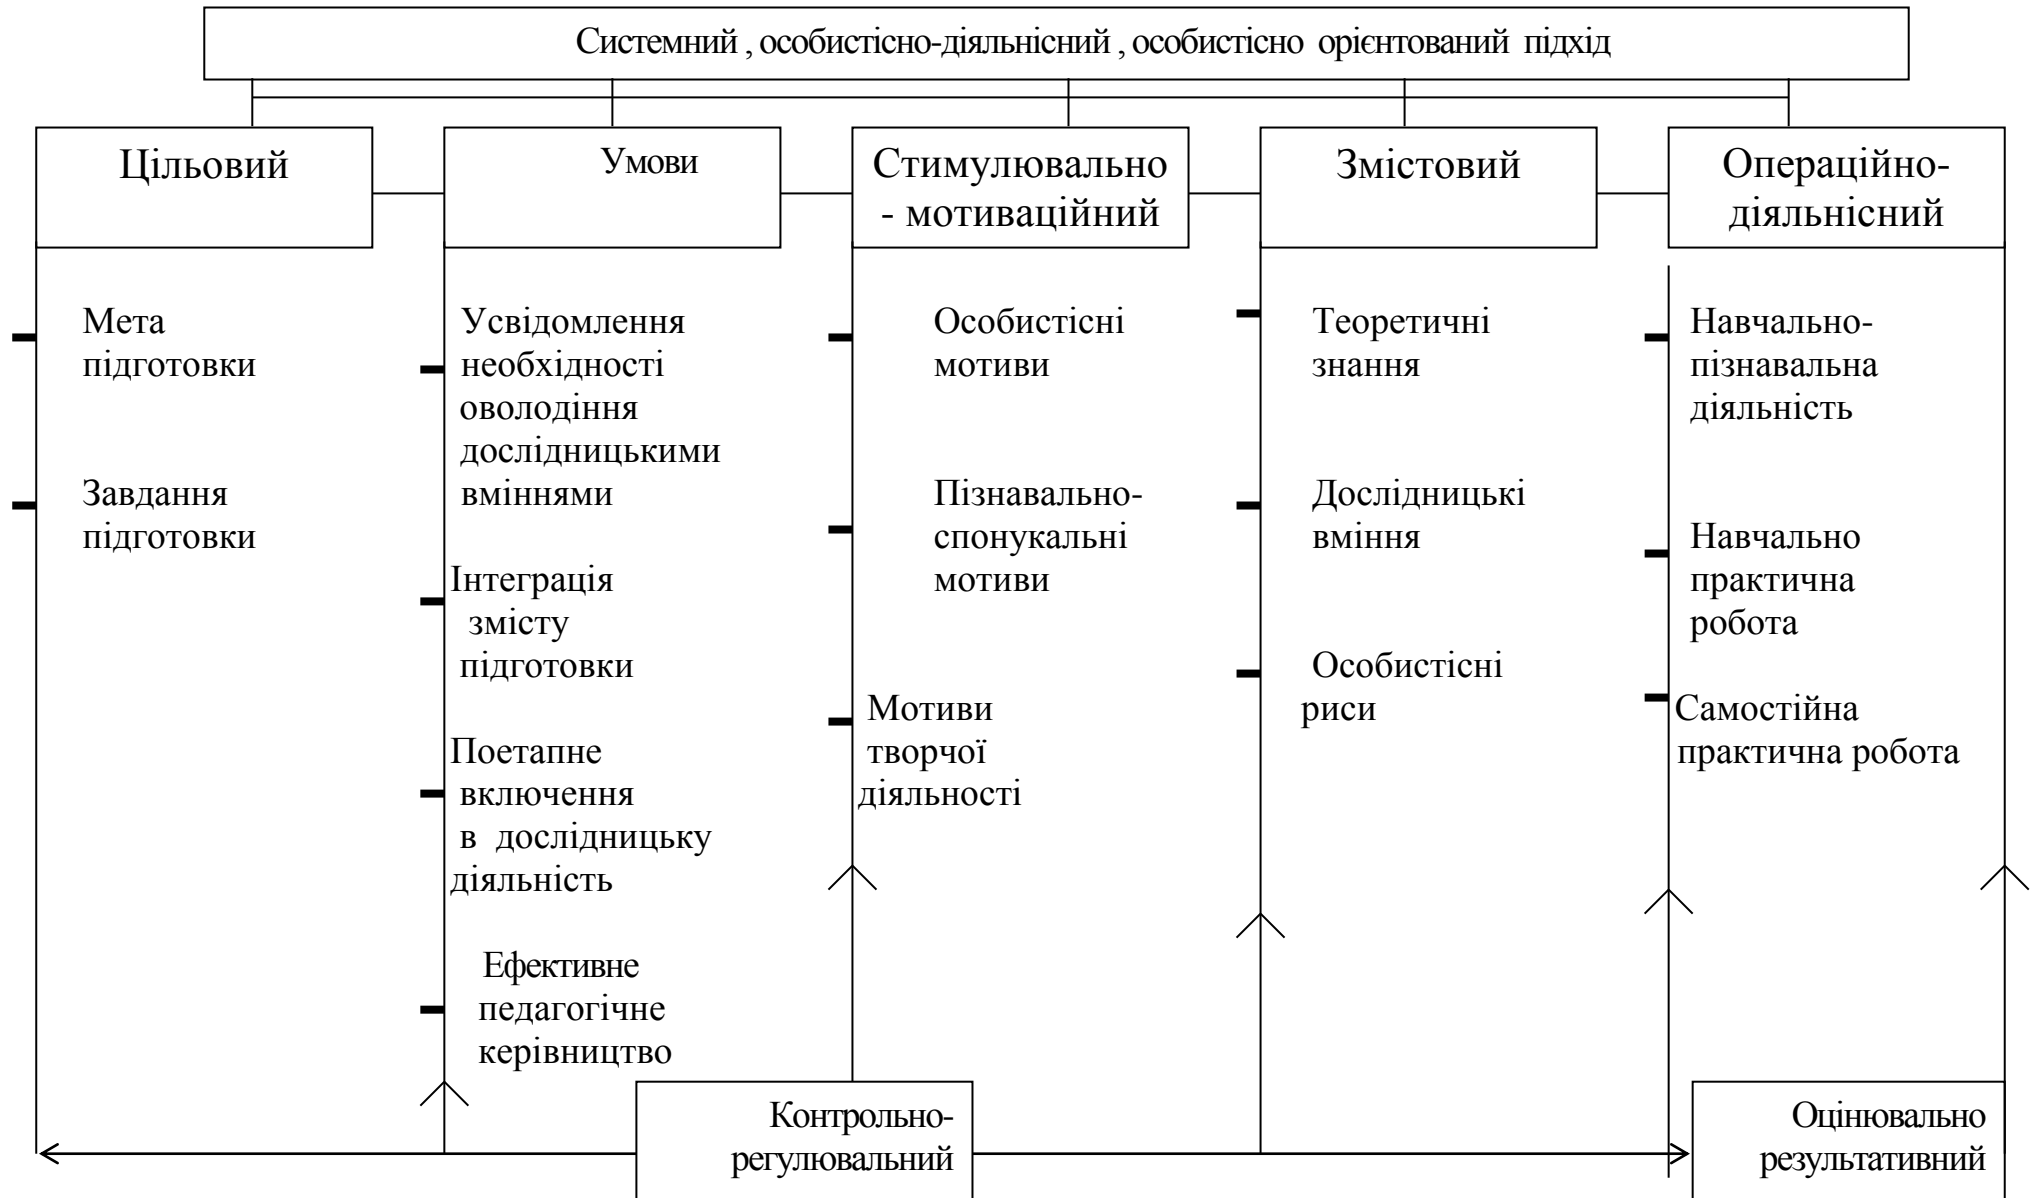 Системний , особистісно-діяльнісний , особистісно орієнтований підхід
Цільовий
Умови
Стимулювально
- мотиваційний
Змістовий
Операційно-
діяльнісний
Мета
підготовки
Завдання
підготовки
Усвідомлення
необхідності
оволодіння
дослідницькими
вміннями
Інтеграція
змісту
підготовки
Поетапне
включення
в дослідницьку
діяльність
Ефективне
педагогічне
керівництво
Особистісні
мотиви
Пізнавально-
спонукальні
мотиви
Мотиви
творчої
діяльності
Теоретичні
знання
Дослідницькі
вміння
Особистісні
риси
Навчально-
пізнавальна
діяльність
Навчально
практична
робота
Самостійна
практична робота
Контрольно-
регулювальний
Оцінювально
результативний